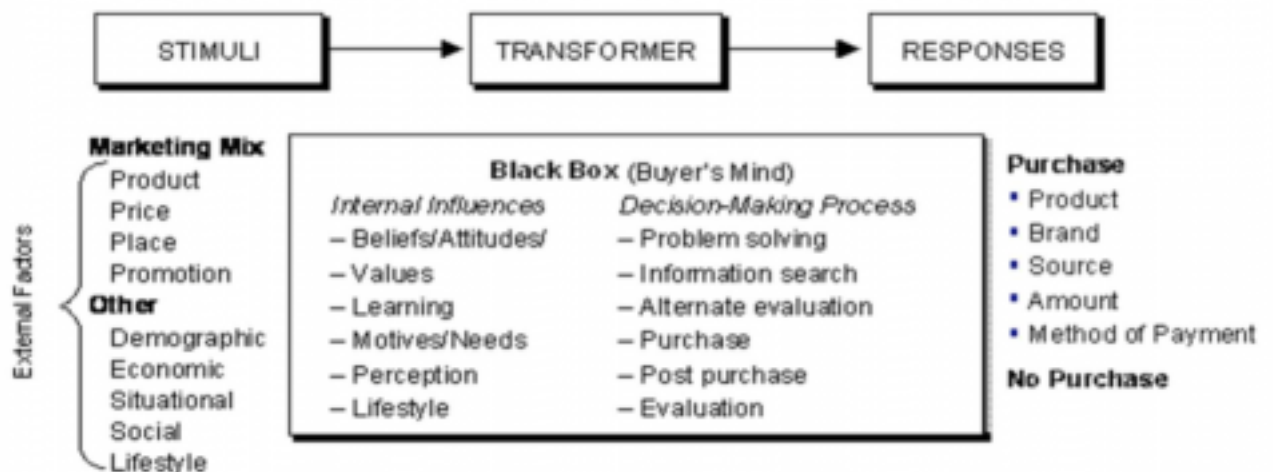 STIMULI
TRANSFORMER
RESPONSES
External Factors
Marketing Mix
Product
Price
Place
Promotion
Other
Demographic
Economic
Situational
Social
Lifestyle
Black Box (Buyer's Mind)
Internal Influences
– Beliefs/Attitudes/
– Values
– Learning
– Motives/Needs
– Perception
– Lifestyle
Decision-Making Process
– Problem solving
– Information search
– Alternate evaluation
– Purchase
– Post purchase
– Evaluation
Purchase
▪ Product
▪ Brand
▪ Source
▪ Amount
▪ Method of Payment
No Purchase